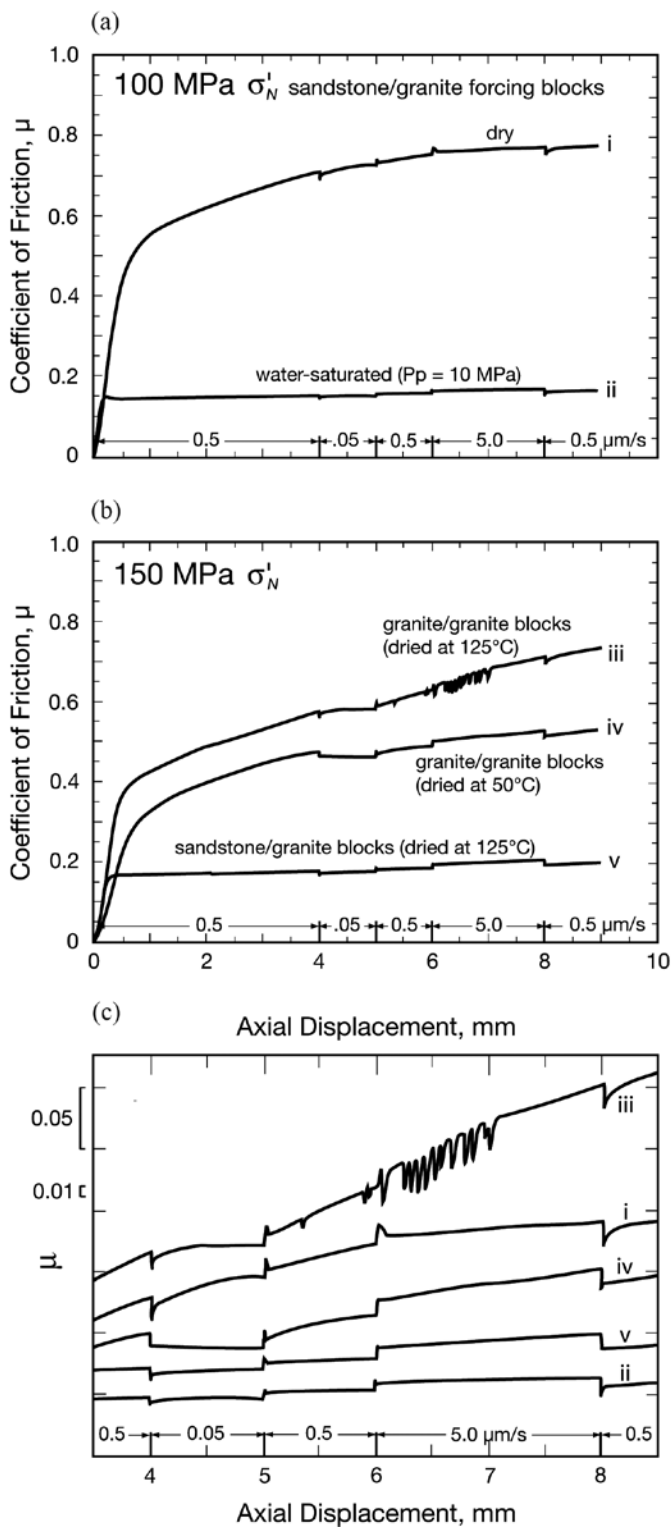 (a)
1.0
100 MPa σ'N sandstone/granite forcing blocks
dry
i
0.8
0.6
Coefficient of Friction, μ
0.4
water-saturated (Pp = 10 MPa)
0.2
ii
0.5 .05 0.5 5.0 0.5 μm/s
0
(b)
1.0
150 MPa σ'N
granite/granite blocks
(dried at 125°C)
iii
0.8
0.6
iv
Coefficient of Friction, μ
granite/granite blocks
(dried at 50°C)
0.4
sandstone/granite blocks (dried at 125°C)
0.2
v
0.5 .05 0.5 5.0 0.5 μm/s
0
0 2 4 6 8 10
Axial Displacement, mm
(c)
iii
0.05
0.01
i
μ
iv
v
ii
0.5 0.05 0.5 5.0 μm/s 0.5
4 5 6 7 8
Axial Displacement, mm